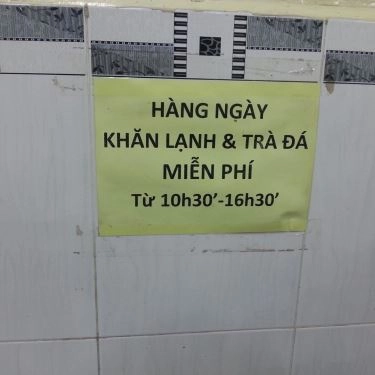 HÀNG NGÀY
KHĂN LẠNH & TRÀ ĐÁ
MIỄN PHÍ
Từ 10h30’-16h30’